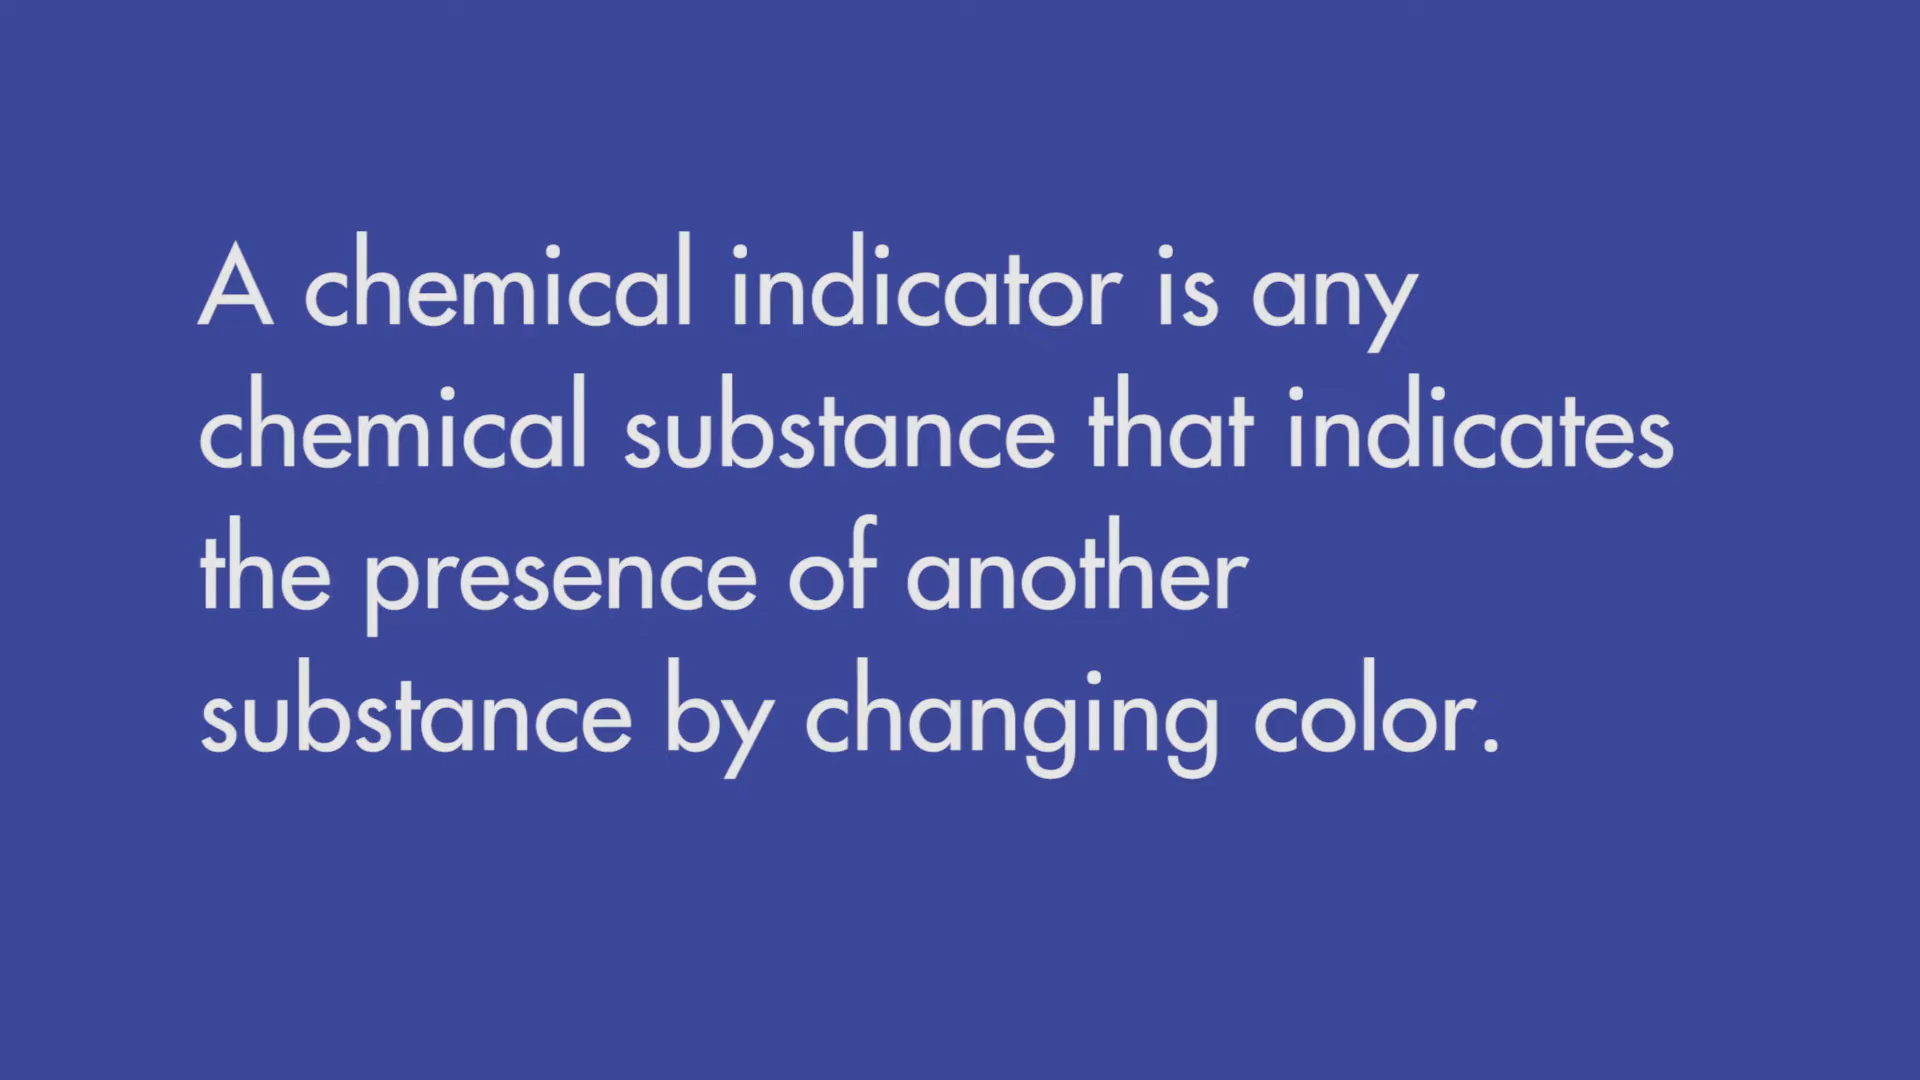 A chemical indicator is any
chemical substance that indicates
the presence of another
substance by changing color.